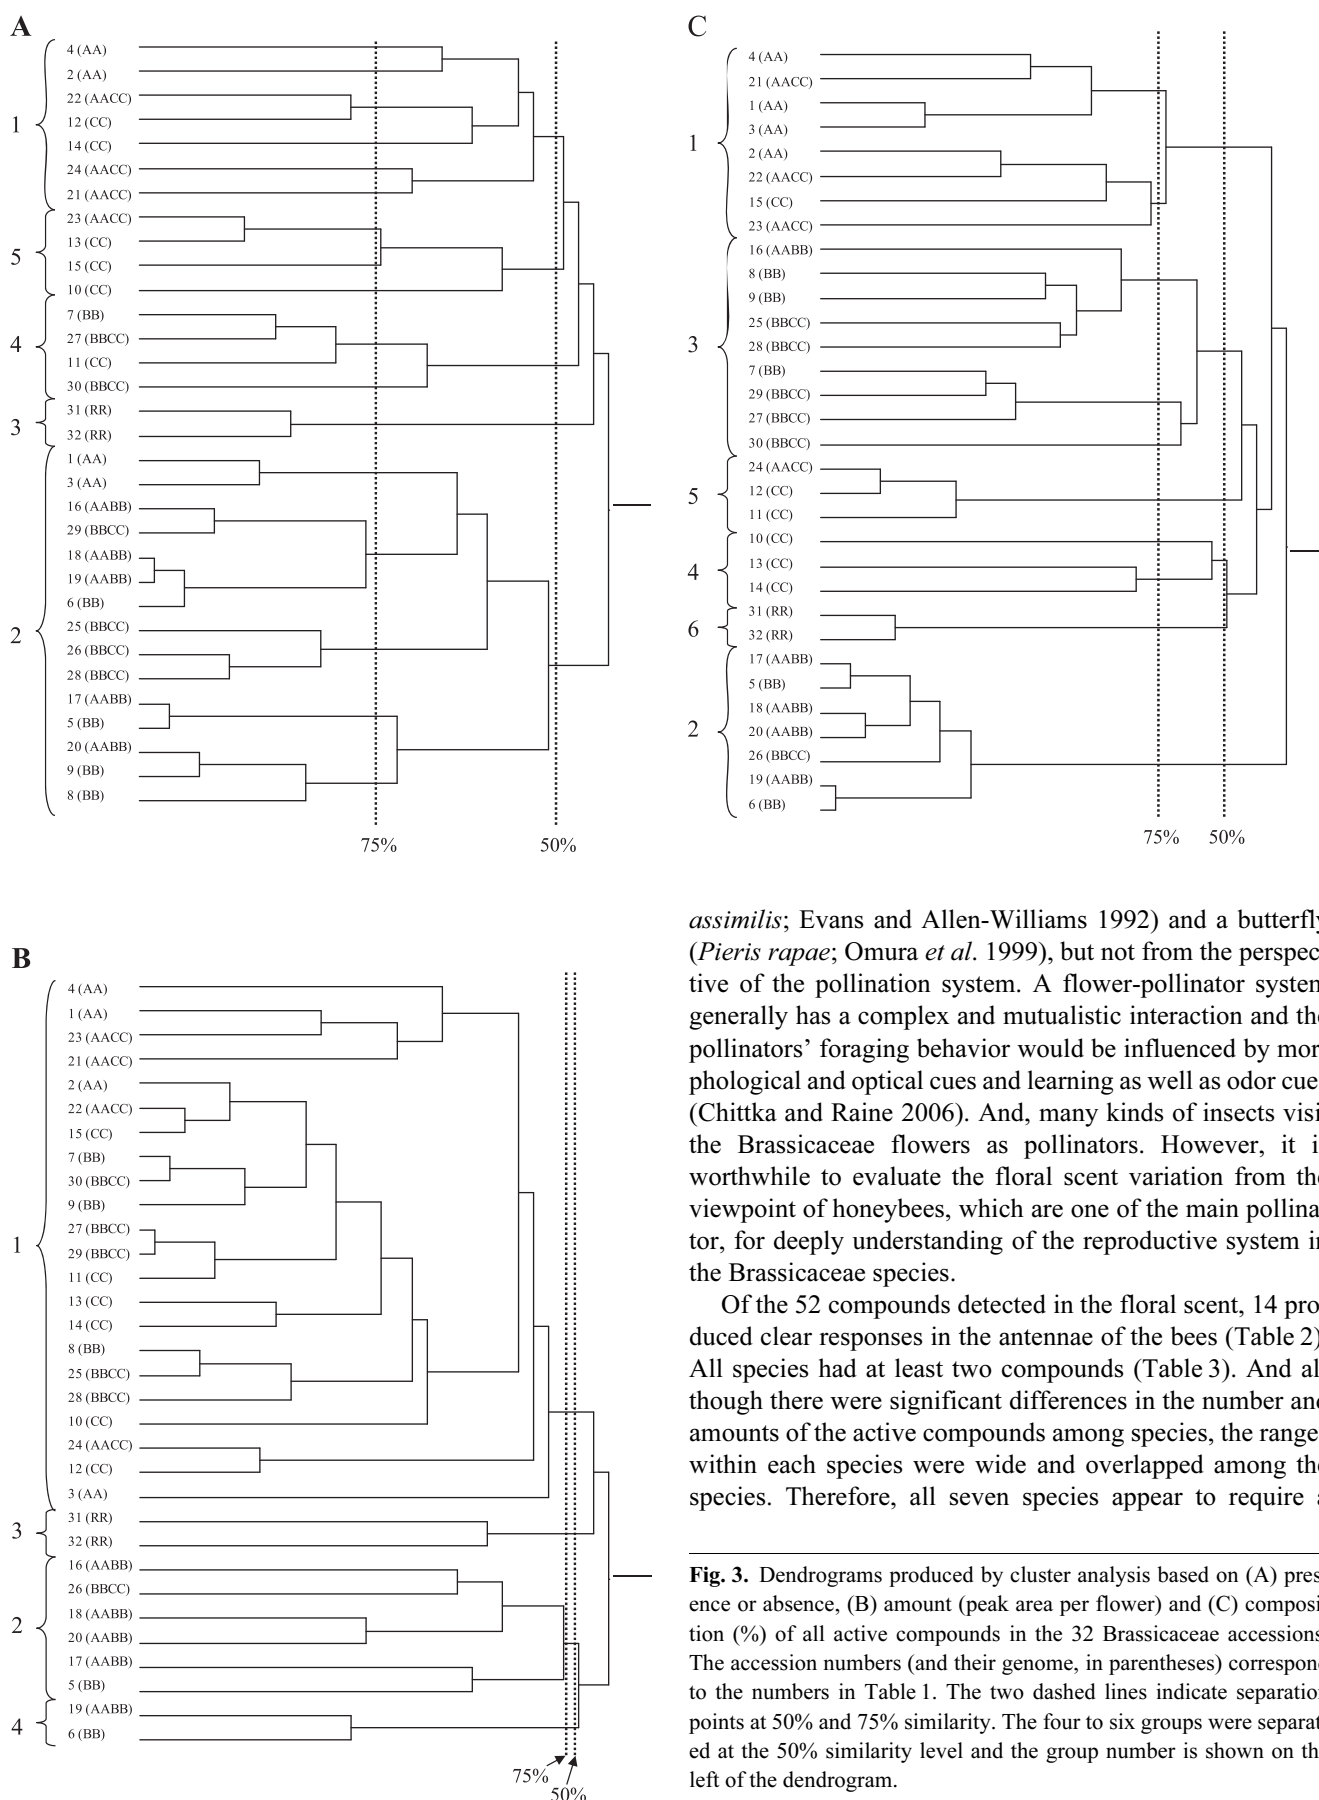 A
4 (AA)
2 (AA)
22 (AACC)
12 (CC)
14 (CC)
24 (AACC)
21 (AACC)
1
23 (AACC)
13 (CC)
15 (CC)
10 (CC)
5
7 (BB)
27 (BBCC)
11 (CC)
30 (BBCC)
4
31 (RR)
32 (RR)
3
1 (AA)
3 (AA)
16 (AABB)
29 (BBCC)
18 (AABB)
19 (AABB)
6 (BB)
25 (BBCC)
26 (BBCC)
28 (BBCC)
17 (AABB)
5 (BB)
20 (AABB)
9 (BB)
8 (BB)
2
75% 50%
B
4 (AA)
1 (AA)
23 (AACC)
21 (AACC)
2 (AA)
22 (AACC)
15 (CC)
7 (BB)
30 (BBCC)
9 (BB)
27 (BBCC)
29 (BBCC)
11 (CC)
13 (CC)
14 (CC)
8 (BB)
25 (BBCC)
28 (BBCC)
10 (CC)
24 (AACC)
12 (CC)
3 (AA)
1
31 (RR)
32 (RR)
3
16 (AABB)
26 (BBCC)
18 (AABB)
20 (AABB)
17 (AABB)
5 (BB)
2
19 (AABB)
6 (BB)
4
75%
50%
C
4 (AA)
21 (AACC)
1 (AA)
3 (AA)
2 (AA)
22 (AACC)
15 (CC)
23 (AACC)
1
16 (AABB)
8 (BB)
9 (BB)
25 (BBCC)
28 (BBCC)
7 (BB)
29 (BBCC)
27 (BBCC)
30 (BBCC)
3
24 (AACC)
12 (CC)
11 (CC)
5
10 (CC)
13 (CC)
14 (CC)
4
31 (RR)
32 (RR)
6
17 (AABB)
5 (BB)
18 (AABB)
20 (AABB)
26 (BBCC)
19 (AABB)
6 (BB)
2
75% 50%
assimilis; Evans and Allen-Williams 1992) and a butterfly
(Pieris rapae; Omura et al. 1999), but not from the perspec
tive of the pollination system. A flower-pollinator system
generally has a complex and mutualistic interaction and the
pollinators’ foraging behavior would be influenced by mor
phological and optical cues and learning as well as odor cue
(Chittka and Raine 2006). And, many kinds of insects visi
the Brassicaceae flowers as pollinators. However, it i
worthwhile to evaluate the floral scent variation from the
viewpoint of honeybees, which are one of the main pollina
tor, for deeply understanding of the reproductive system in
the Brassicaceae species.
Of the 52 compounds detected in the floral scent, 14 pro
duced clear responses in the antennae of the bees (Table 2)
All species had at least two compounds (Table 3). And al
though there were significant differences in the number and
amounts of the active compounds among species, the range
within each species were wide and overlapped among the
species. Therefore, all seven species appear to require a
Fig. 3. Dendrograms produced by cluster analysis based on (A) pres
ence or absence, (B) amount (peak area per flower) and (C) composi
tion (%) of all active compounds in the 32 Brassicaceae accessions
The accession numbers (and their genome, in parentheses) correspond
to the numbers in Table 1. The two dashed lines indicate separation
points at 50% and 75% similarity. The four to six groups were separat
ed at the 50% similarity level and the group number is shown on th
left of the dendrogram.